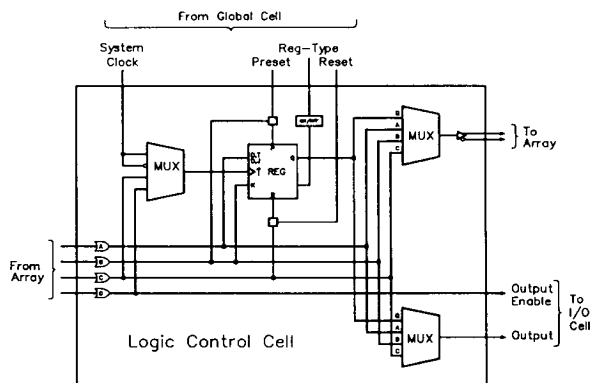 From Global Cell
System Clock
Preset
Reg-Type
Reset
MUX
REG
P
D,T
J
Q
K
R
MUX
Q
A
B
C
To Array
From Array
A
B
C
D
Output Enable
Output
To I/O Cell
MUX
Q
A
B
C
Logic Control Cell